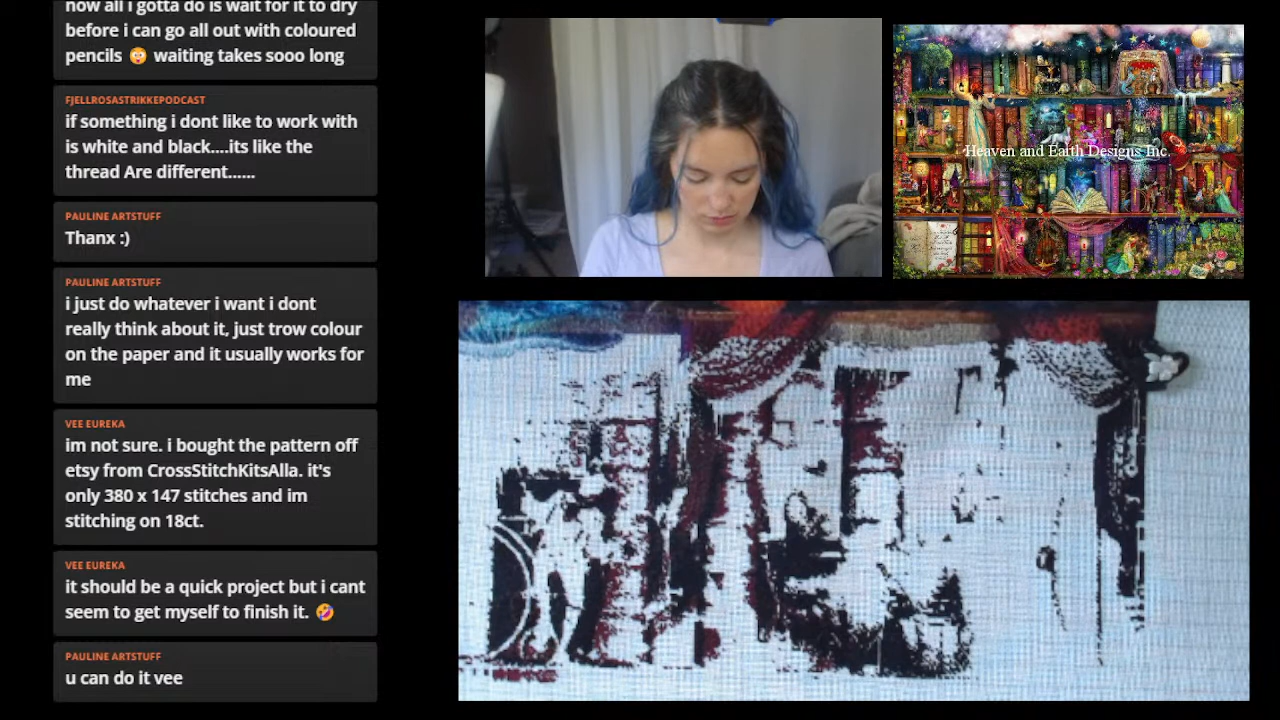 now all i gotta do is wait for it to dry
before i can go all out with coloured
pencils 😳 waiting takes sooo long
FJELLROSASTRIKKEPODCAST
if something i dont like to work with
is white and black....its like the
thread Are different......
PAULINE ARTSTUFF
Thanx :)
PAULINE ARTSTUFF
i just do whatever i want i dont
really think about it, just trow colour
on the paper and it usually works for
me
VEE EUREKA
im not sure. i bought the pattern off
etsy from CrossStitchKitsAlla. it's
only 380 x 147 stitches and im
stitching on 18ct.
VEE EUREKA
it should be a quick project but i cant
seem to get myself to finish it. 🤣
PAULINE ARTSTUFF
u can do it vee
Heaven and Earth Designs Inc.